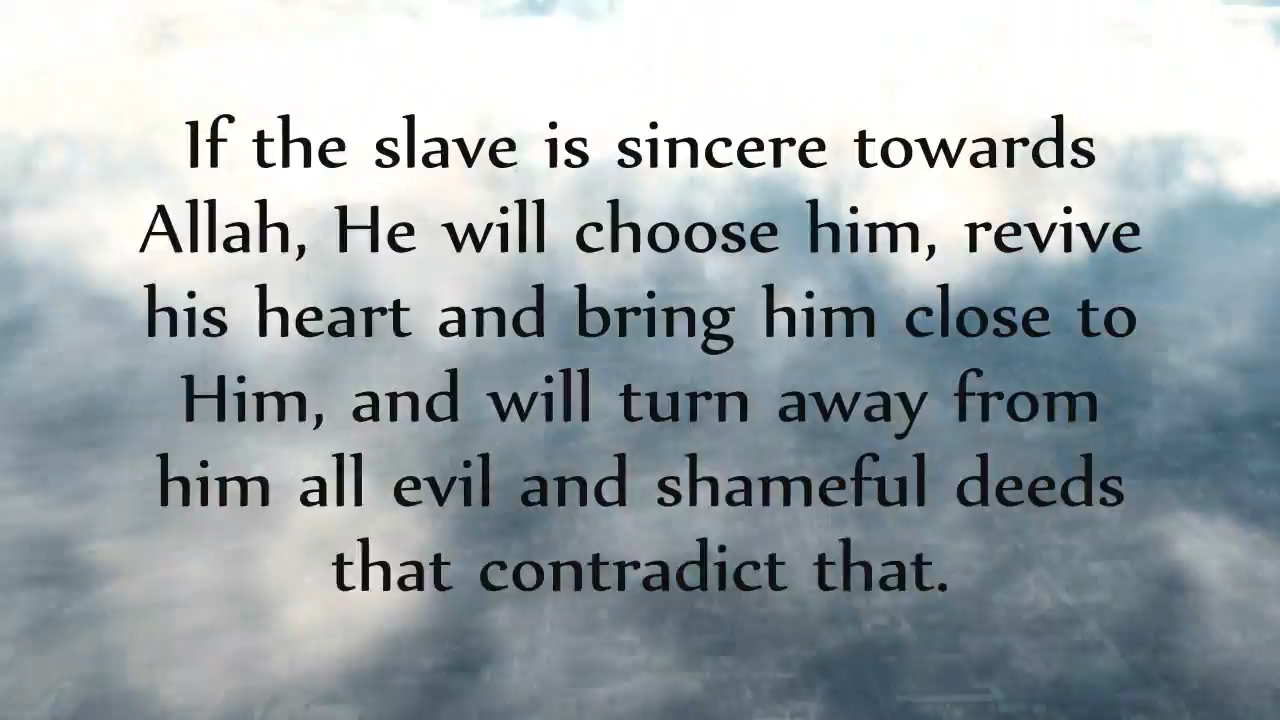 If the slave is sincere towards
Allah, He will choose him, revive
his heart and bring him close to
Him, and will turn away from
him all evil and shameful deeds
that contradict that.